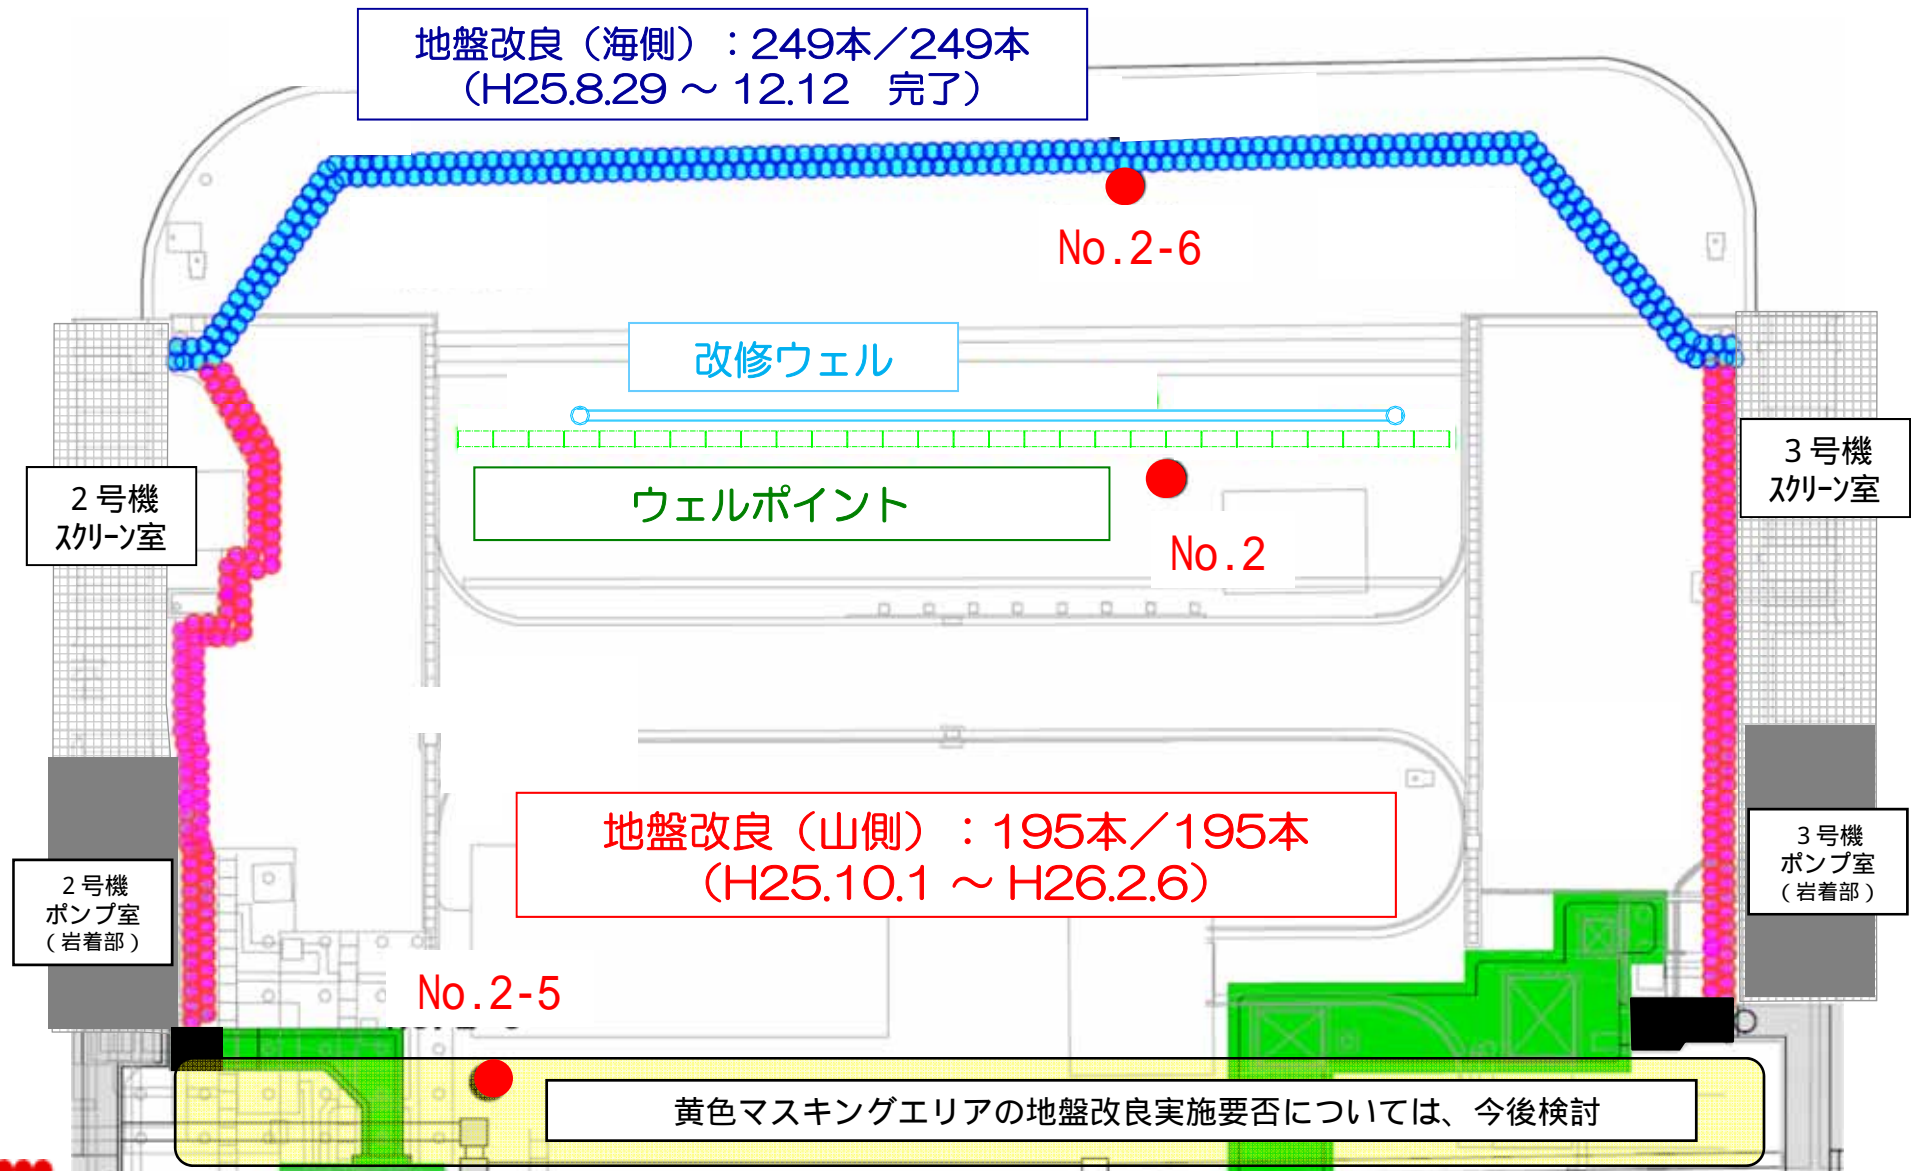 地盤改良（海側）：249本／249本
（H25.8.29 ～ 12.12　完了）
No.2-6
改修ウェル
2号機
スクリーン室
ウェルポイント
No.2
3号機
スクリーン室
地盤改良（山側）：195本／195本
（H25.10.1 ～ H26.2.6）
2号機
ポンプ室
（岩着部）
3号機
ポンプ室
（岩着部）
No.2-5
黄色マスキングエリアの地盤改良実施要否については、今後検討